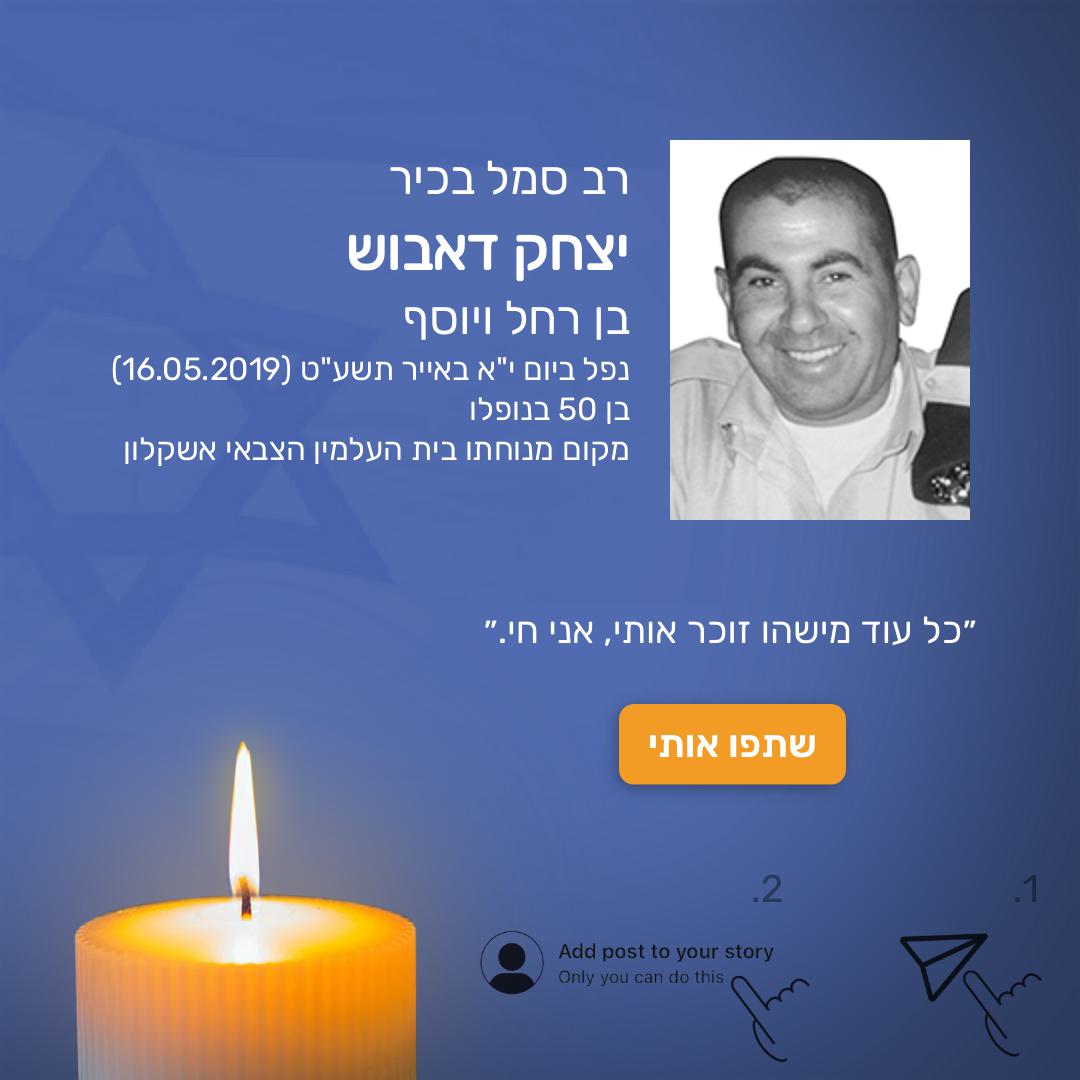 רב סמל בכיר
יצחק דאבוש
בן רחל ויוסף
נפל ביום י"א באייר תשע"ט (16.05.2019)
בן 50 בנופלו
מקום מנוחתו בית העלמין הצבאי אשקלון
״כל עוד מישהו זוכר אותי, אני חי.״
שתפו אותי
.1
.2
Add post to your story
Only you can do this